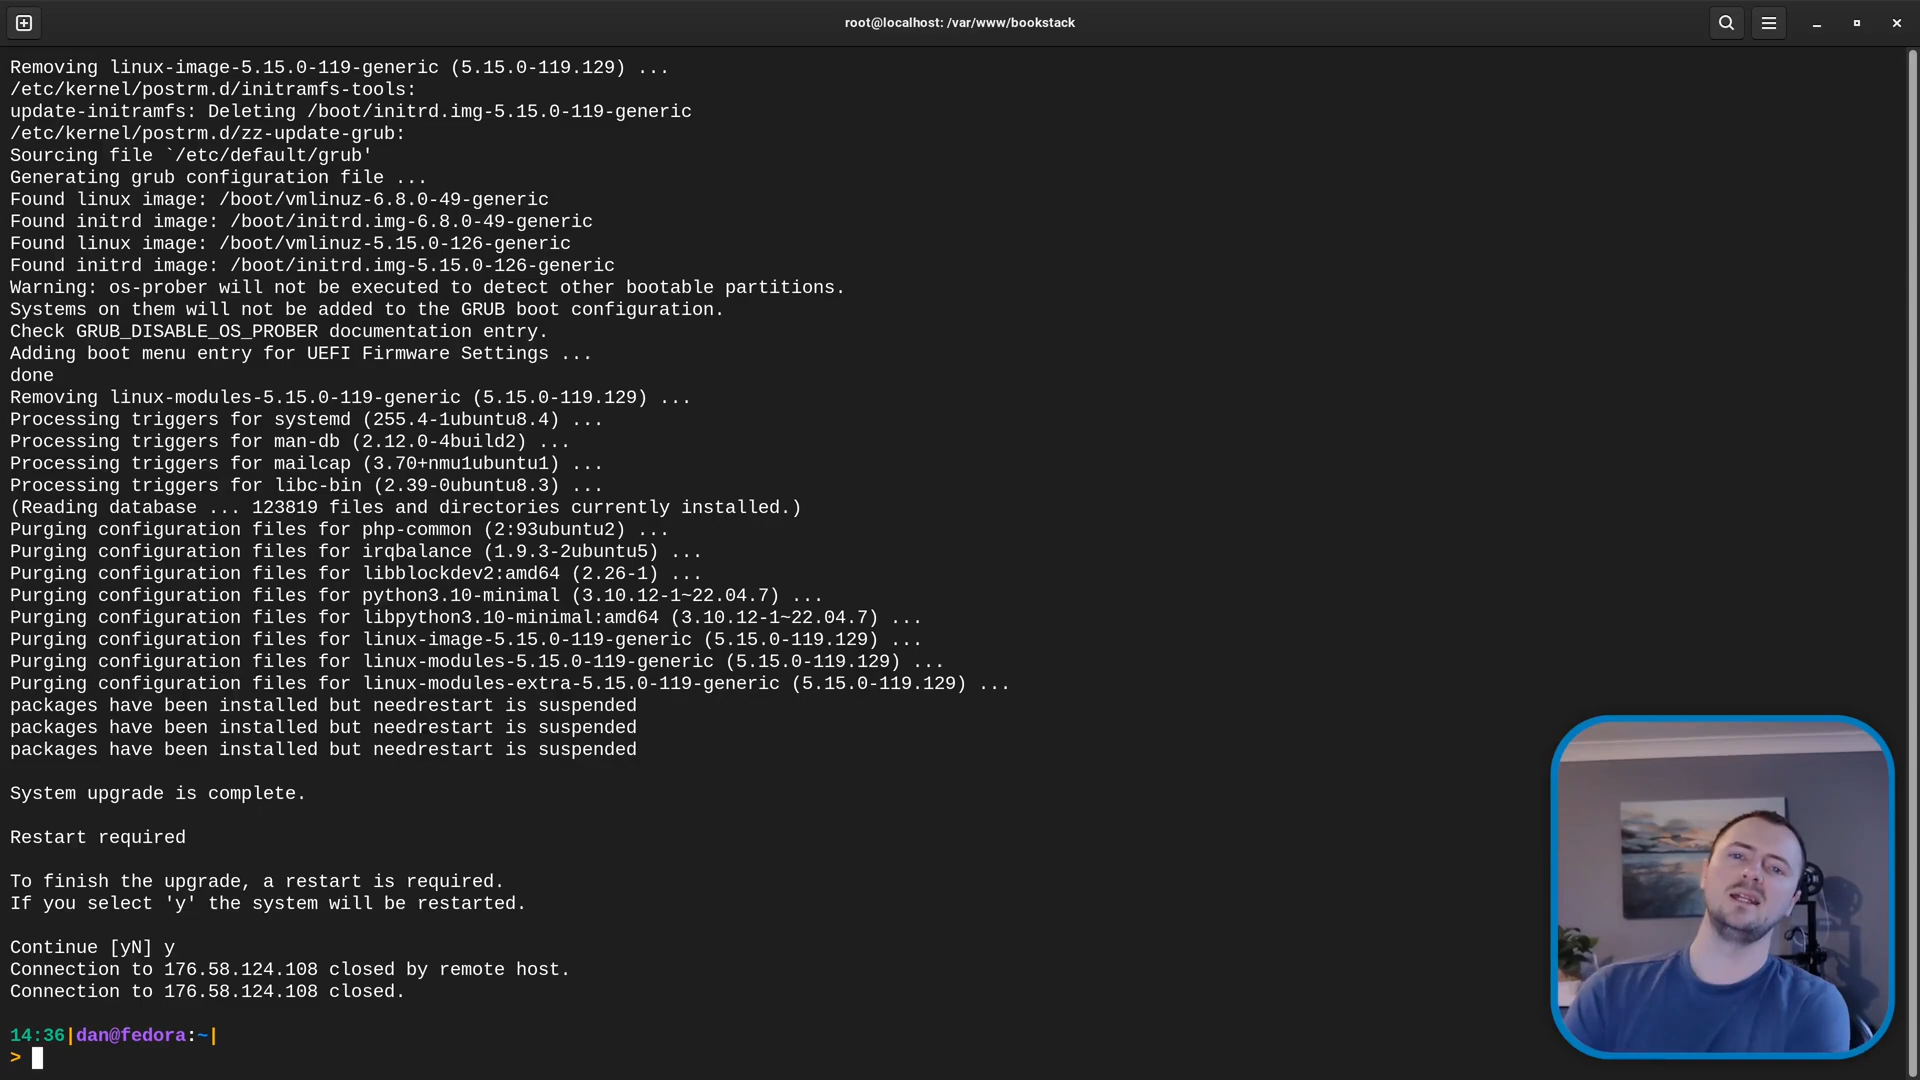 root@localhost: /var/www/bookstack
Removing linux-image-5.15.0-119-generic (5.15.0-119.129) ...
/etc/kernel/postrm.d/initramfs-tools:
update-initramfs: Deleting /boot/initrd.img-5.15.0-119-generic
/etc/kernel/postrm.d/zz-update-grub:
Sourcing file `/etc/default/grub'
Generating grub configuration file ...
Found linux image: /boot/vmlinuz-6.8.0-49-generic
Found initrd image: /boot/initrd.img-6.8.0-49-generic
Found linux image: /boot/vmlinuz-5.15.0-126-generic
Found initrd image: /boot/initrd.img-5.15.0-126-generic
Warning: os-prober will not be executed to detect other bootable partitions.
Systems on them will not be added to the GRUB boot configuration.
Check GRUB_DISABLE_OS_PROBER documentation entry.
Adding boot menu entry for UEFI Firmware Settings ...
done
Removing linux-modules-5.15.0-119-generic (5.15.0-119.129) ...
Processing triggers for systemd (255.4-1ubuntu8.4) ...
Processing triggers for man-db (2.12.0-4build2) ...
Processing triggers for mailcap (3.70+nmu1ubuntu1) ...
Processing triggers for libc-bin (2.39-0ubuntu8.3) ...
(Reading database ... 123819 files and directories currently installed.)
Purging configuration files for php-common (2:93ubuntu2) ...
Purging configuration files for irqbalance (1.9.3-2ubuntu5) ...
Purging configuration files for libblockdev2:amd64 (2.26-1) ...
Purging configuration files for python3.10-minimal (3.10.12-1~22.04.7) ...
Purging configuration files for libpython3.10-minimal:amd64 (3.10.12-1~22.04.7) ...
Purging configuration files for linux-image-5.15.0-119-generic (5.15.0-119.129) ...
Purging configuration files for linux-modules-5.15.0-119-generic (5.15.0-119.129) ...
Purging configuration files for linux-modules-extra-5.15.0-119-generic (5.15.0-119.129) ...
packages have been installed but needrestart is suspended
packages have been installed but needrestart is suspended
packages have been installed but needrestart is suspended
System upgrade is complete.
Restart required
To finish the upgrade, a restart is required.
If you select 'y' the system will be restarted.
Continue [yN] y
Connection to 176.58.124.108 closed by remote host.
Connection to 176.58.124.108 closed.
14:36|dan@fedora:~|
>